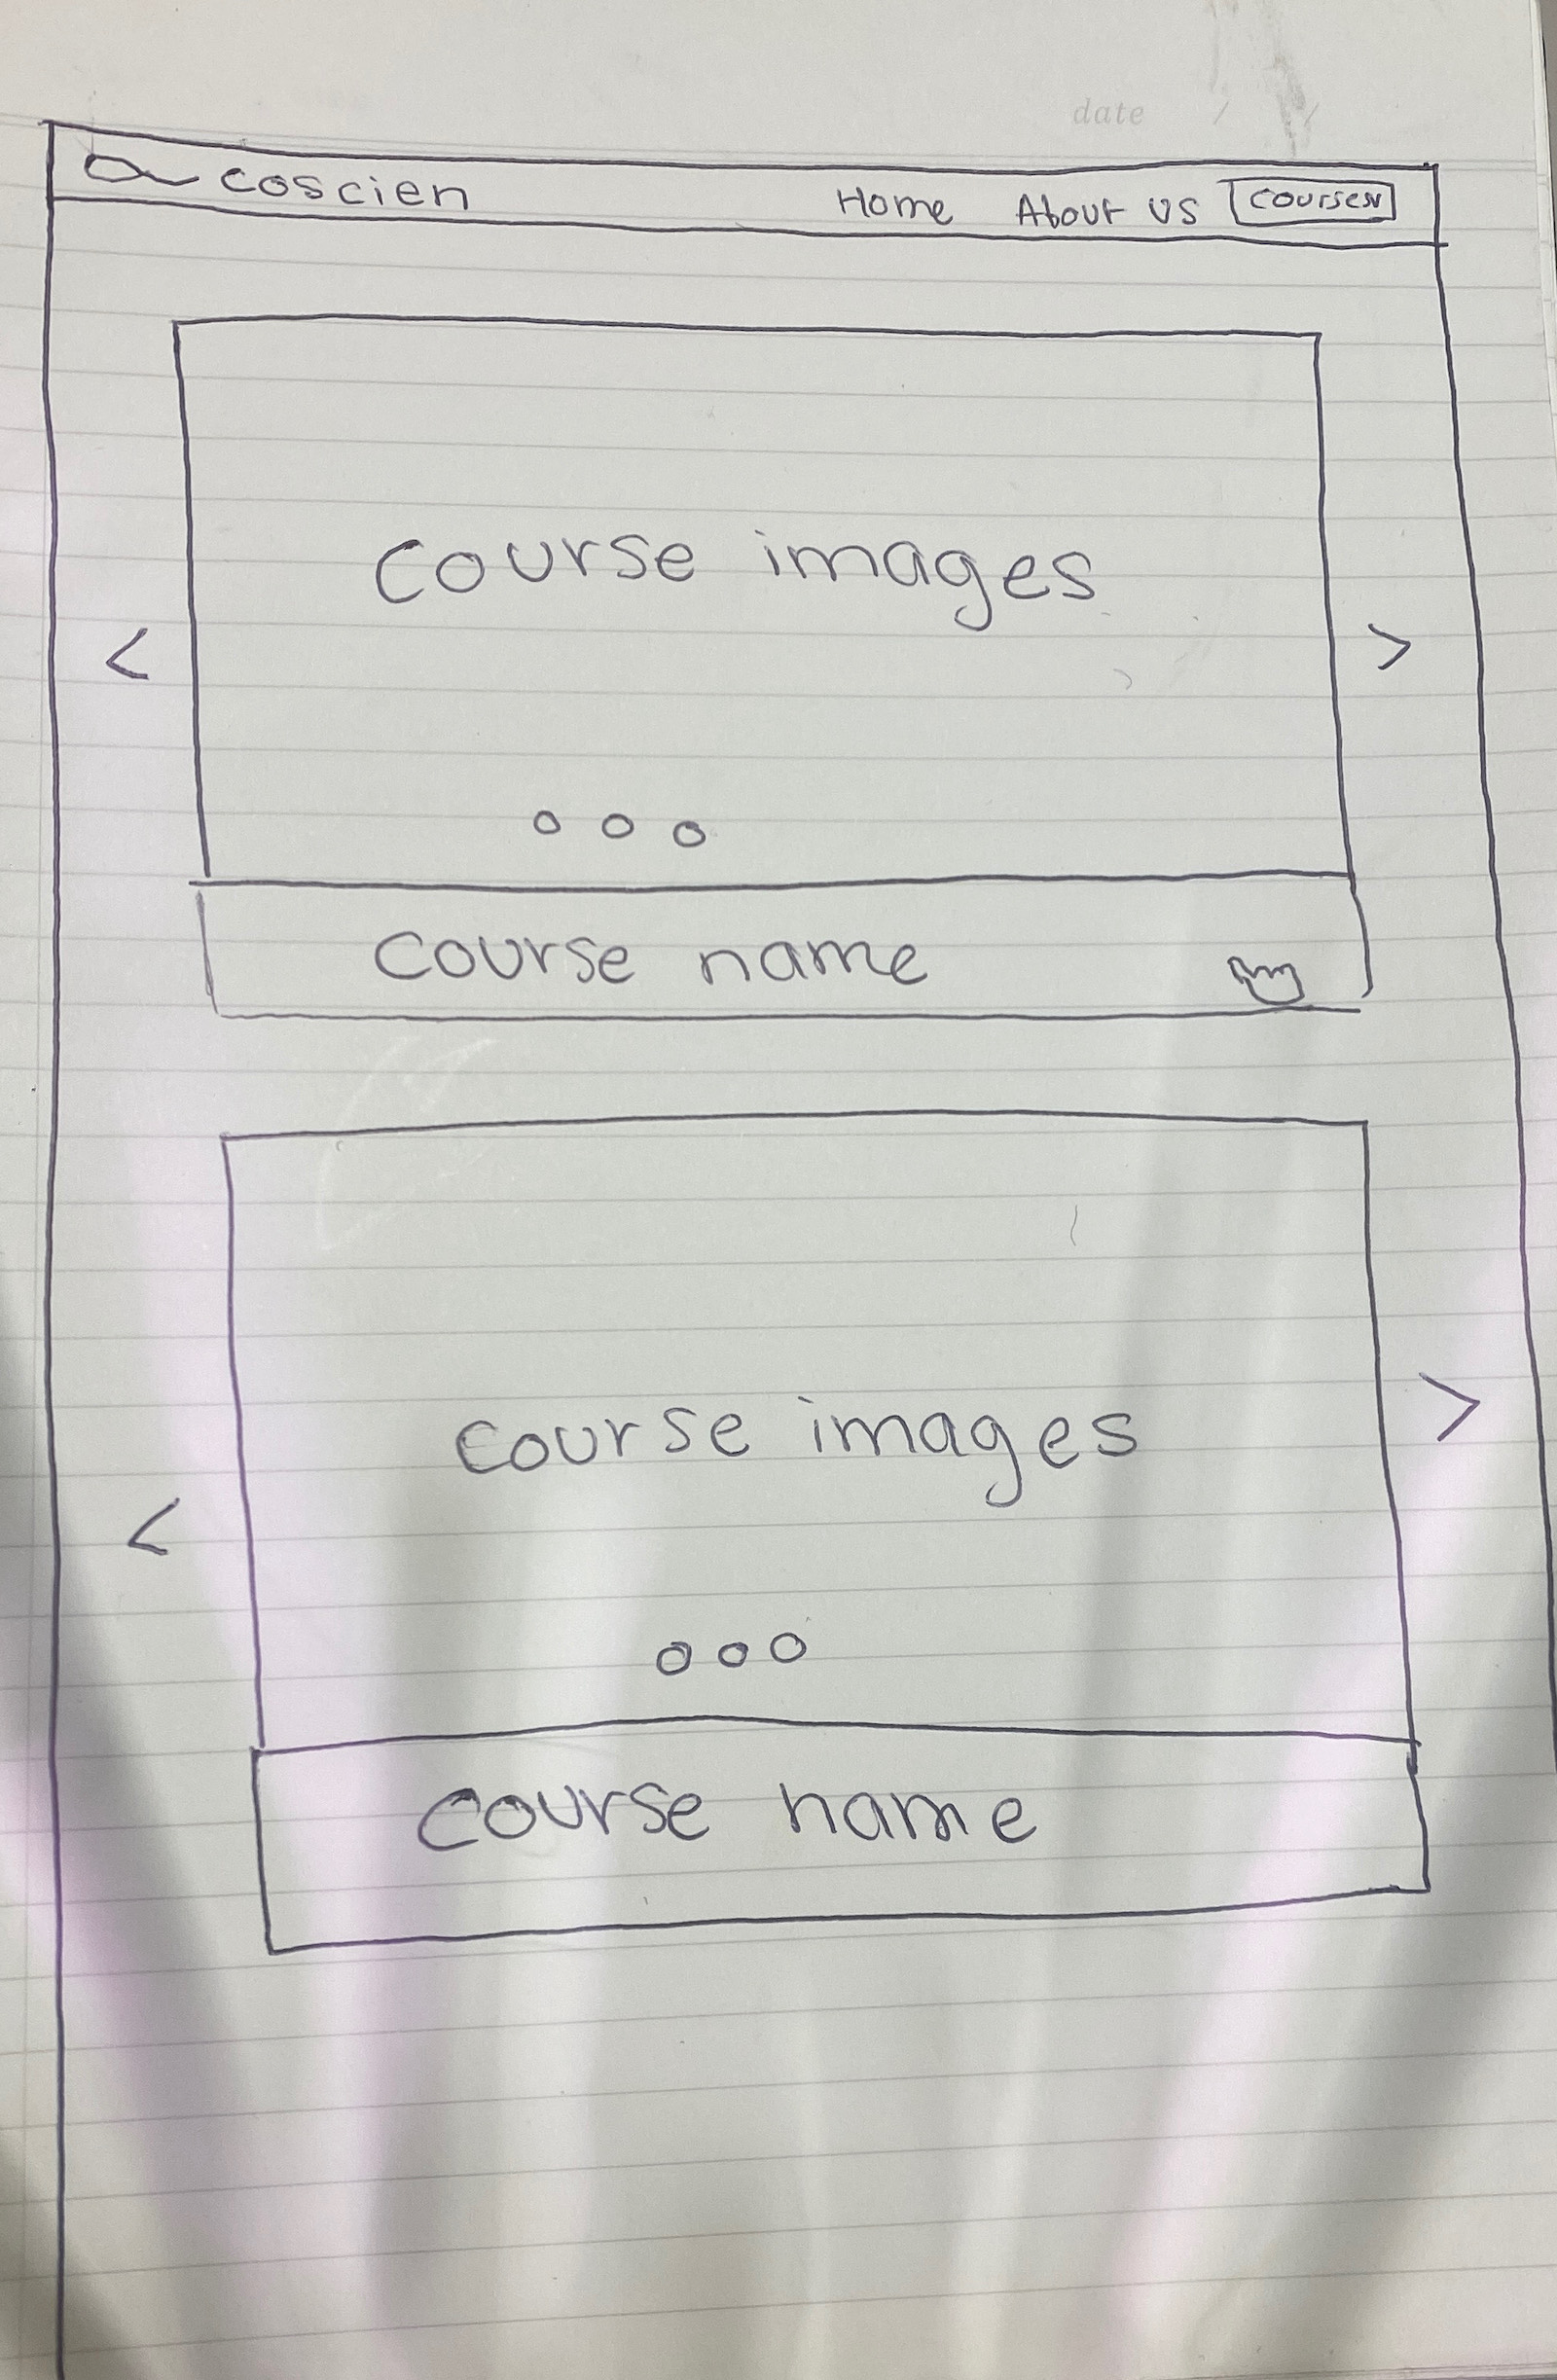 date / /
coscien Home About us courses
course images
< >
course name
course images
>
<
course name